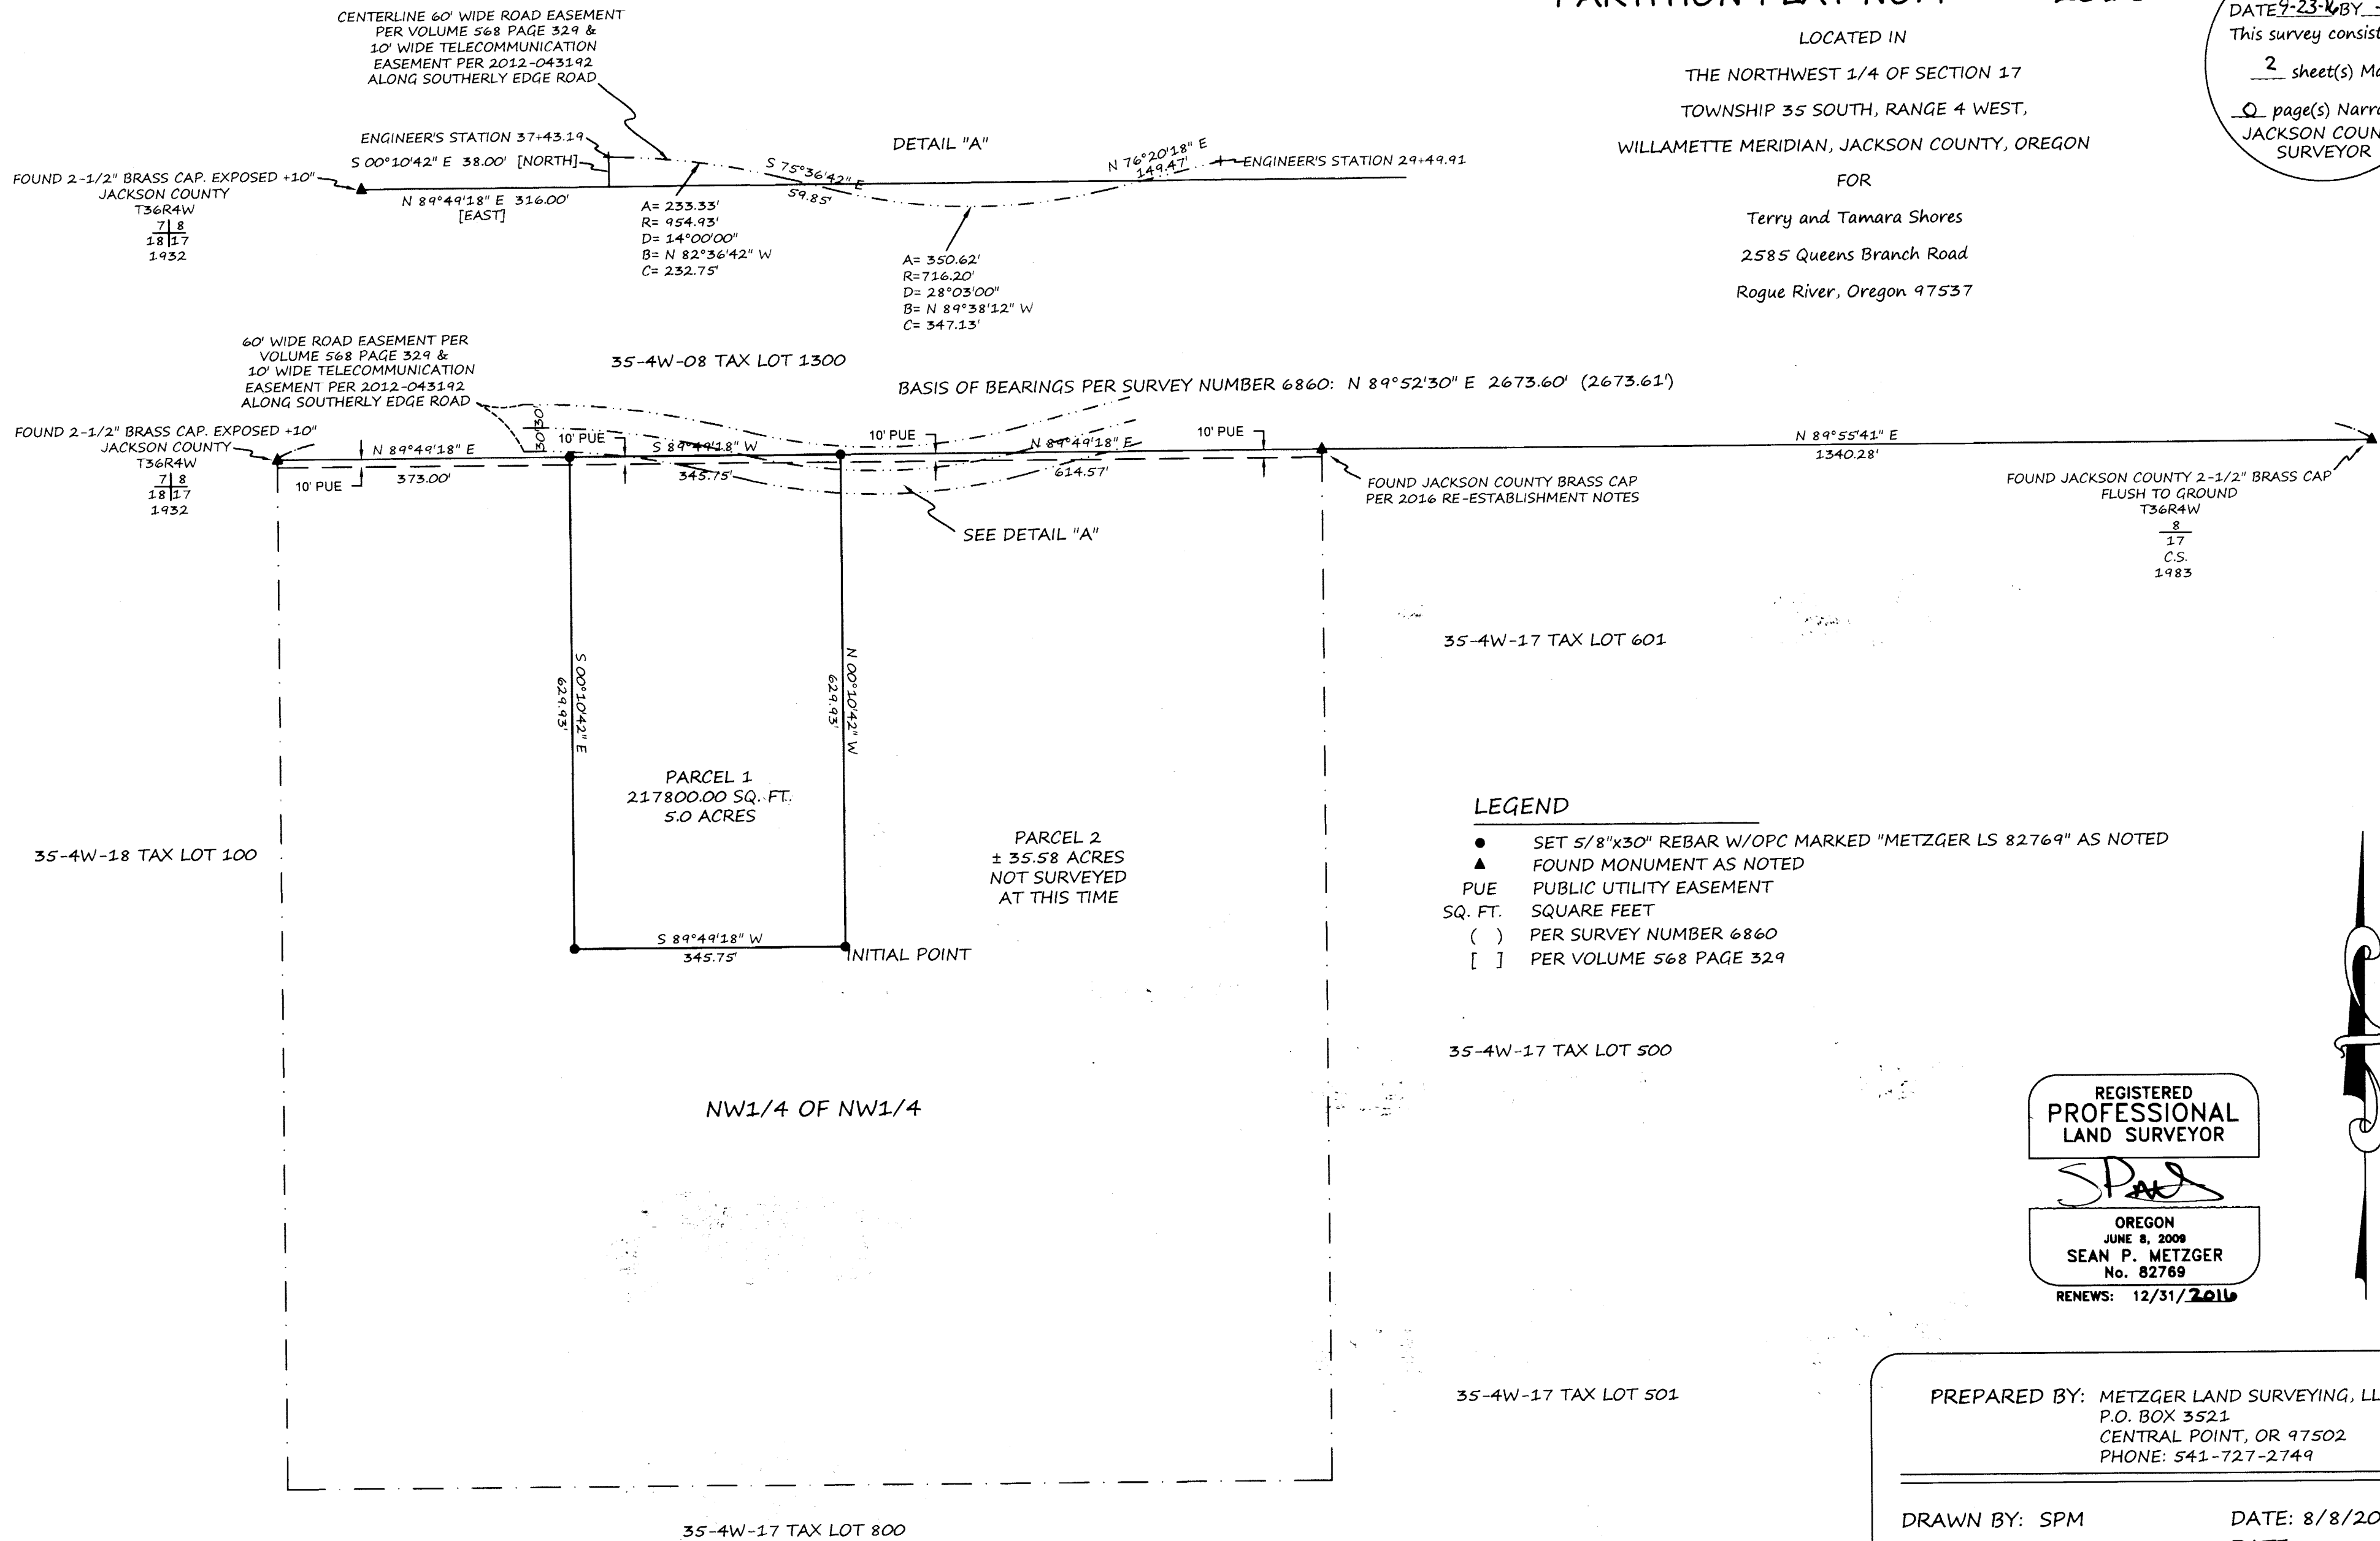 CENTERLINE 60' WIDE ROAD EASEMENT
PER VOLUME 568 PAGE 329 &
10' WIDE TELECOMMUNICATION
EASEMENT PER 2012-043192
ALONG SOUTHERLY EDGE ROAD
ENGINEER'S STATION 37+43.19
S 00°10'42" E 38.00' [NORTH]
FOUND 2-1/2" BRASS CAP. EXPOSED +10"
JACKSON COUNTY
T36R4W
7 8
18 17
1932
N 89°49'18" E 316.00'
[EAST]
DETAIL "A"
S 75°36'42" E
59.85'
N 76°20'18" E
149.47'
ENGINEER'S STATION 29+49.91
A= 233.33'
R= 954.93'
D= 14°00'00"
B= N 82°36'42" W
C= 232.75'
A= 350.62'
R=716.20'
D= 28°03'00"
B= N 89°38'12" W
C= 347.13'
LOCATED IN
THE NORTHWEST 1/4 OF SECTION 17
TOWNSHIP 35 SOUTH, RANGE 4 WEST,
WILLAMETTE MERIDIAN, JACKSON COUNTY, OREGON
FOR
Terry and Tamara Shores
2585 Queens Branch Road
Rogue River, Oregon 97537
DATE 9-23-16 BY
This survey consist
2 sheet(s) Ma
0 page(s) Narr
JACKSON COUN
SURVEYOR
60' WIDE ROAD EASEMENT PER
VOLUME 568 PAGE 329 &
10' WIDE TELECOMMUNICATION
EASEMENT PER 2012-043192
ALONG SOUTHERLY EDGE ROAD
35-4W-08 TAX LOT 1300
BASIS OF BEARINGS PER SURVEY NUMBER 6860: N 89°52'30" E 2673.60' (2673.61')
FOUND 2-1/2" BRASS CAP. EXPOSED +10"
JACKSON COUNTY
T36R4W
7 8
18 17
1932
30' 30'
N 89°49'18" E
373.00'
10' PUE
10' PUE
S 89°49'18" W
345.75'
10' PUE
N 89°49'18" E
614.57'
10' PUE
N 89°55'41" E
1340.28'
FOUND JACKSON COUNTY BRASS CAP
PER 2016 RE-ESTABLISHMENT NOTES
FOUND JACKSON COUNTY 2-1/2" BRASS CAP
FLUSH TO GROUND
T36R4W
8
17
C.S.
1983
SEE DETAIL "A"
35-4W-17 TAX LOT 601
S 00°10'42" E
629.93'
N 00°10'42" W
629.93'
PARCEL 1
217800.00 SQ. FT.
5.0 ACRES
PARCEL 2
± 35.58 ACRES
NOT SURVEYED
AT THIS TIME
35-4W-18 TAX LOT 100
S 89°49'18" W
345.75'
INITIAL POINT
LEGEND
● SET 5/8"x30" REBAR W/OPC MARKED "METZGER LS 82769" AS NOTED
▲ FOUND MONUMENT AS NOTED
PUE PUBLIC UTILITY EASEMENT
SQ. FT. SQUARE FEET
( ) PER SURVEY NUMBER 6860
[ ] PER VOLUME 568 PAGE 329
35-4W-17 TAX LOT 500
NW1/4 OF NW1/4
REGISTERED
PROFESSIONAL
LAND SURVEYOR
OREGON
JUNE 8, 2009
SEAN P. METZGER
No. 82769
RENEWS: 12/31/2016
35-4W-17 TAX LOT 501
PREPARED BY: METZGER LAND SURVEYING, LL
P.O. BOX 3521
CENTRAL POINT, OR 97502
PHONE: 541-727-2749
DRAWN BY: SPM
DATE: 8/8/20
35-4W-17 TAX LOT 800